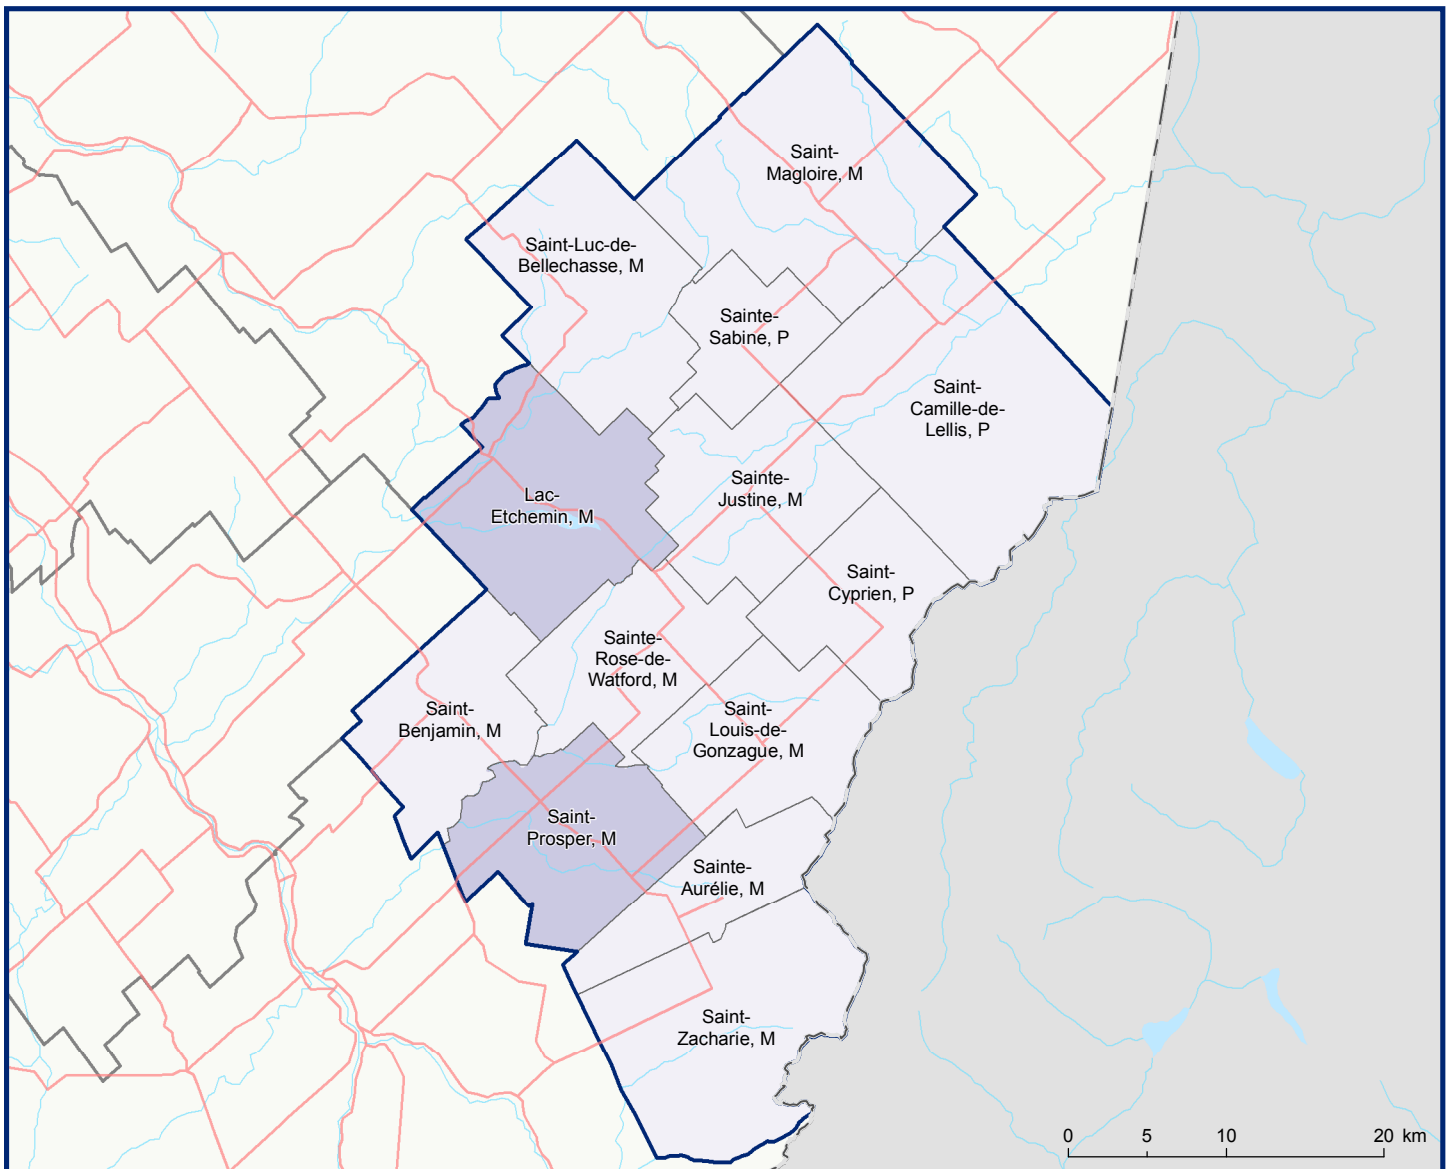 Saint-
Magloire, M
Saint-Luc-de-
Bellechasse, M
Sainte-
Sabine, P
Saint-
Camille-de-
Lellis, P
Lac-
Etchemin, M
Sainte-
Justine, M
Saint-
Cyprien, P
Sainte-
Rose-de-
Watford, M
Saint-
Benjamin, M
Saint-
Louis-de-
Gonzague, M
Saint-
Prosper, M
Sainte-
Aurélie, M
Saint-
Zacharie, M
0 5 10 20 km